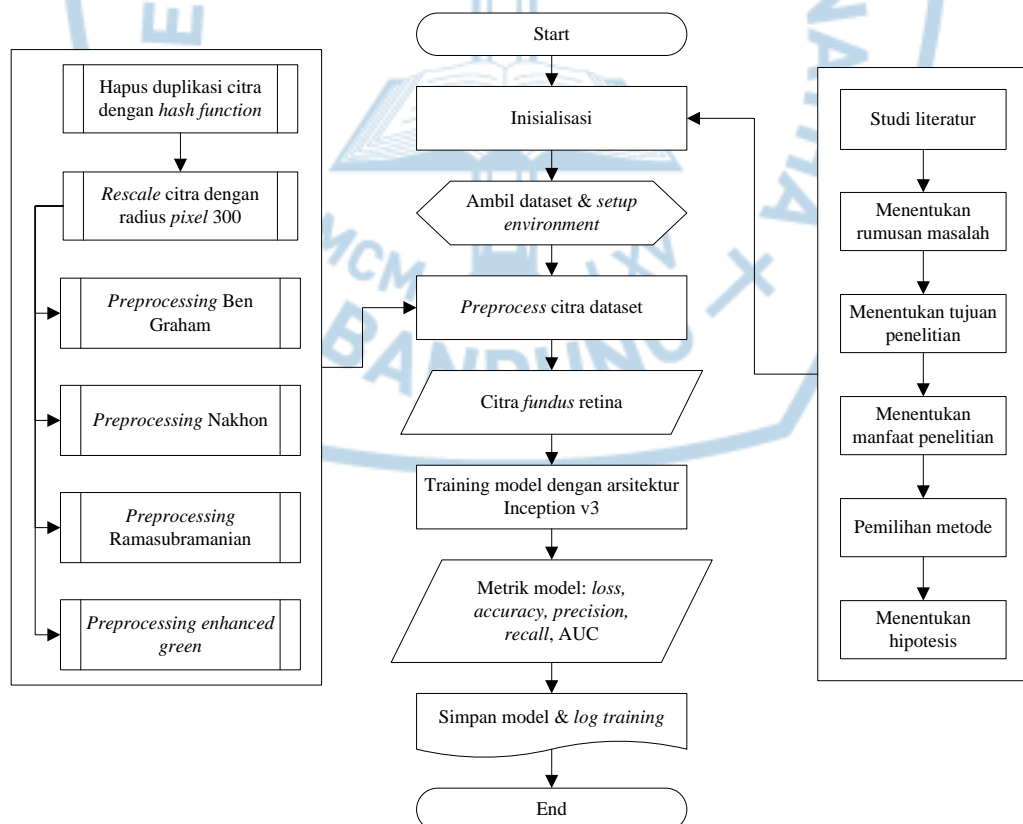 Hapus duplikasi citra
dengan hash function
Rescale citra dengan
radius pixel 300
Preprocessing Ben
Graham
Preprocessing Nakhon
Preprocessing
Ramasubramanian
Preprocessing enhanced
green
Start
Inisialisasi
Ambil dataset & setup
environment
Preprocess citra dataset
Citra fundus retina
Training model dengan arsitektur
Inception v3
Metrik model: loss,
accuracy, precision,
recall, AUC
Simpan model & log training
End
Studi literatur
Menentukan
rumusan masalah
Menentukan tujuan
penelitian
Menentukan
manfaat penelitian
Pemilihan metode
Menentukan
hipotesis
MCM LXV
BANDUNG